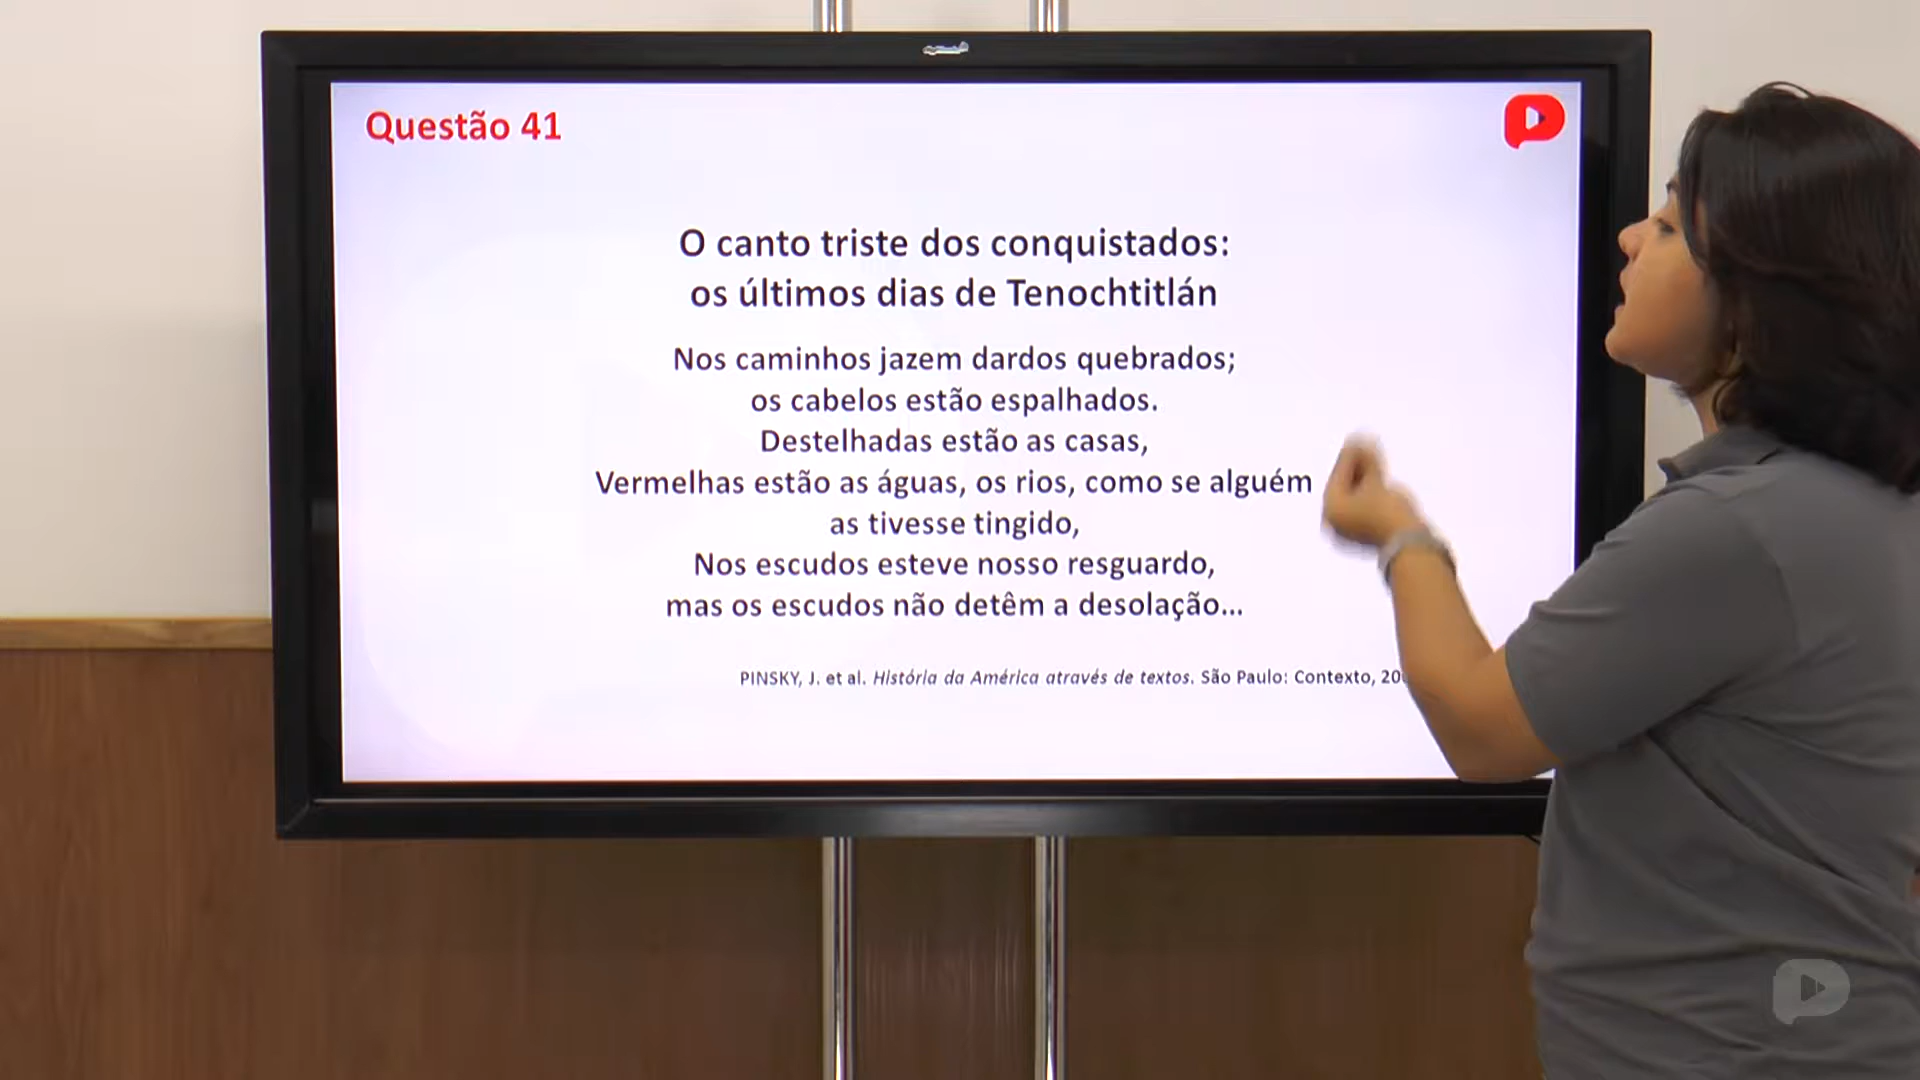 Questão 41
O canto triste dos conquistados:
os últimos dias de Tenochtitlán
Nos caminhos jazem dardos quebrados;
os cabelos estão espalhados.
Destelhadas estão as casas,
Vermelhas estão as águas, os rios, como se alguém
as tivesse tingido,
Nos escudos esteve nosso resguardo,
mas os escudos não detêm a desolação...
PINSKY, J. et al. História da América através de textos. São Paulo: Contexto,